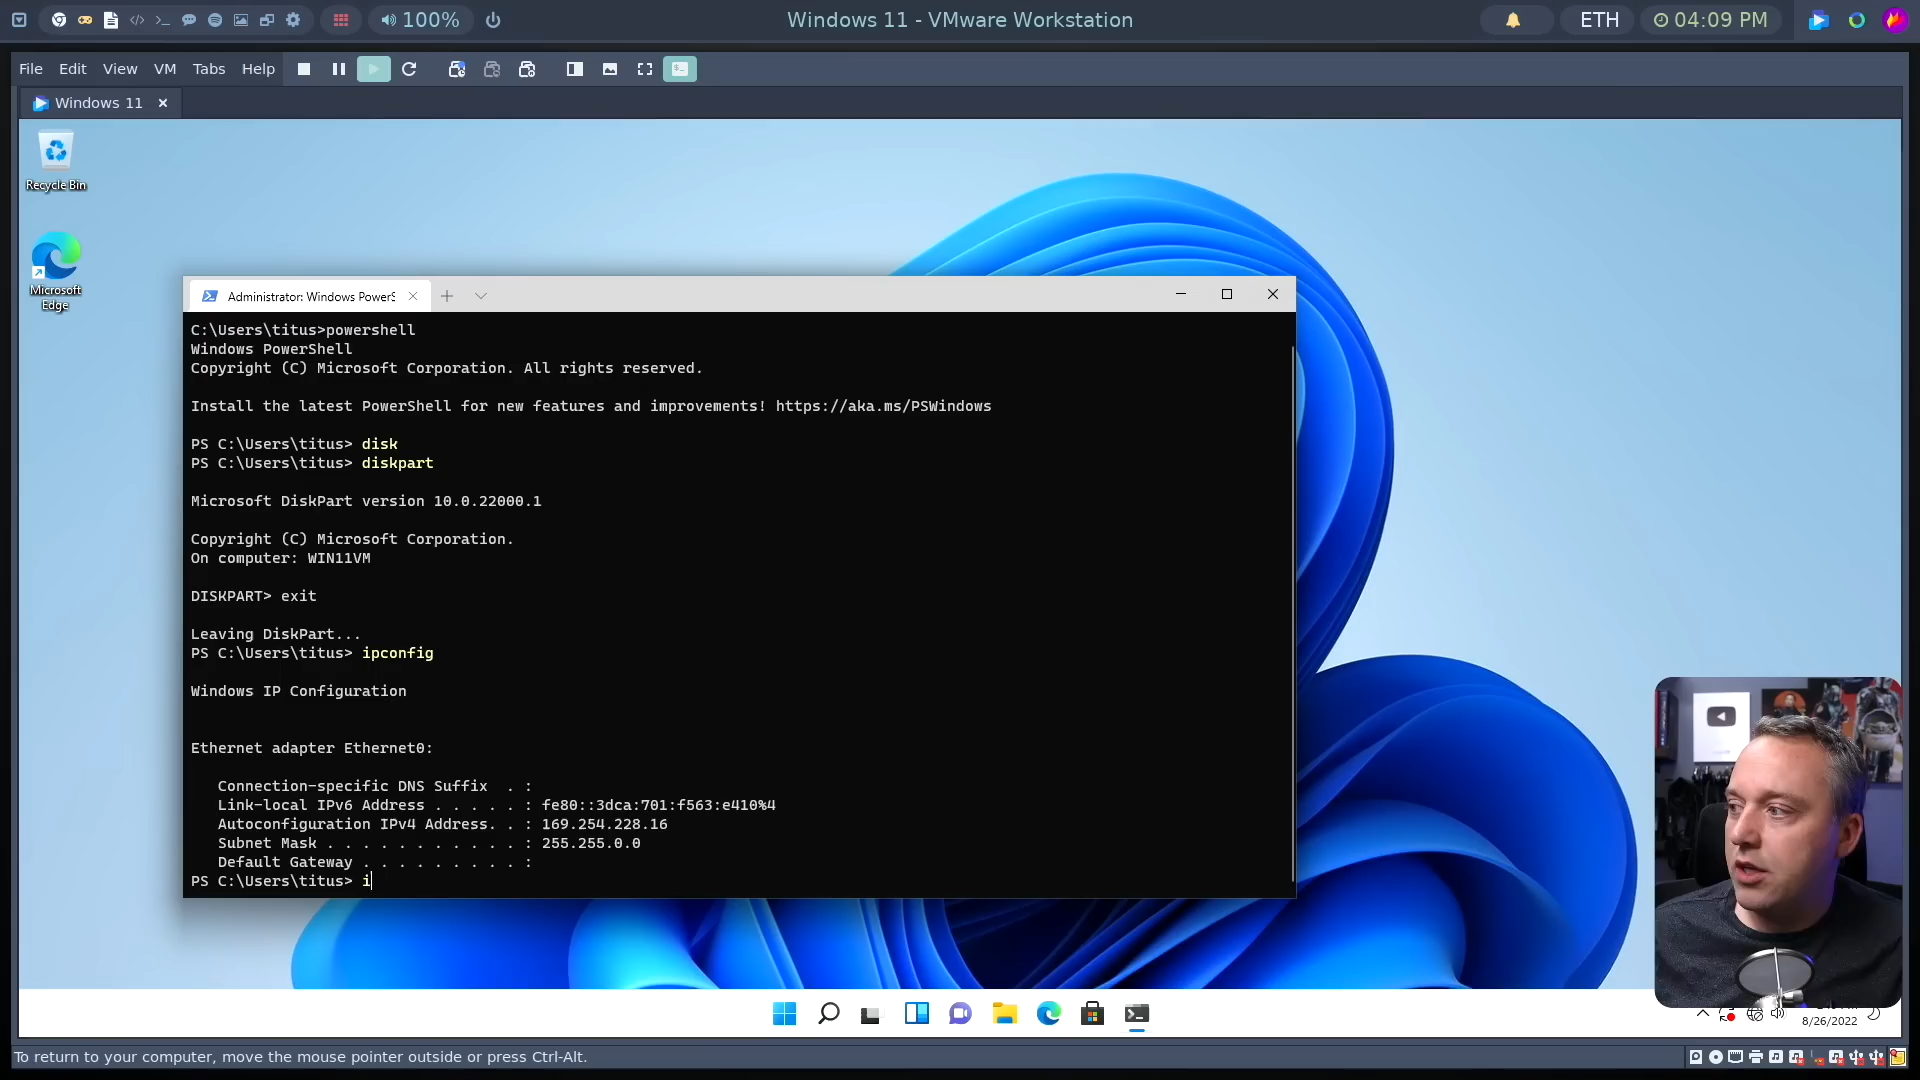 100%
Windows 11 - VMware Workstation
ETH
04:09 PM
File Edit View VM Tabs Help
Windows 11
Recycle Bin
Microsoft
Edge
Administrator: Windows PowerS
C:\Users\titus>powershell
Windows PowerShell
Copyright (C) Microsoft Corporation. All rights reserved.
Install the latest PowerShell for new features and improvements! https://aka.ms/PSWindows
PS C:\Users\titus> disk
PS C:\Users\titus> diskpart
Microsoft DiskPart version 10.0.22000.1
Copyright (C) Microsoft Corporation.
On computer: WIN11VM
DISKPART> exit
Leaving DiskPart...
PS C:\Users\titus> ipconfig
Windows IP Configuration
Ethernet adapter Ethernet0:
Connection-specific DNS Suffix  . :
Link-local IPv6 Address . . . . . : fe80::3dca:701:f563:e410%4
Autoconfiguration IPv4 Address. . : 169.254.228.16
Subnet Mask . . . . . . . . . . . : 255.255.0.0
Default Gateway . . . . . . . . . :
PS C:\Users\titus> i
8/26/2022
To return to your computer, move the mouse pointer outside or press Ctrl-Alt.